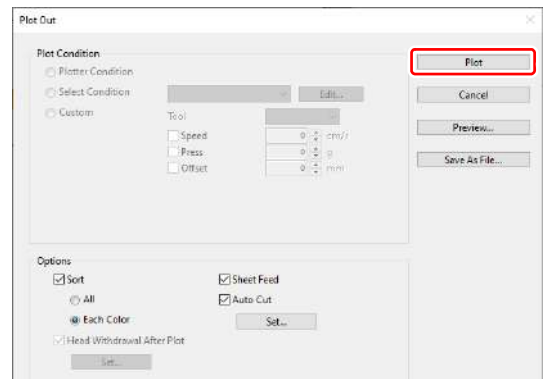 Plot Out
Plot Condition
Plotter Condition
Select Condition
Edit...
Custom
Tool
Speed
0
cm/s
Press
0
g
Offset
0
mm
Plot
Cancel
Preview...
Save As File...
Options
Sort
Sheet Feed
All
Auto Cut
Each Color
Set...
Head Withdrawal After Plot
Set...